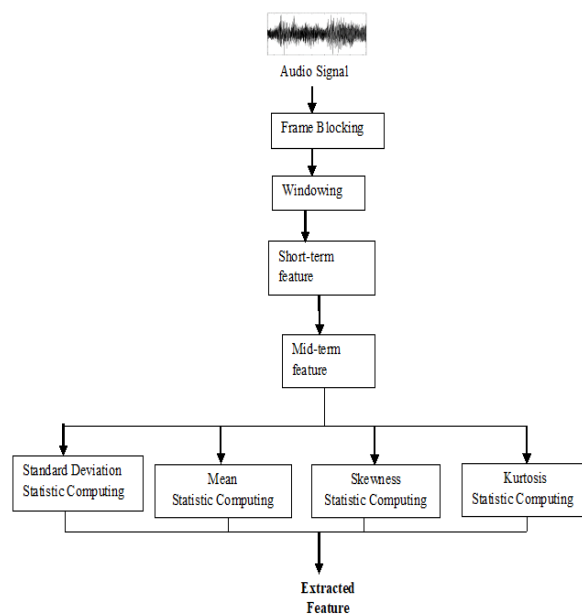 Audio Signal
Frame Blocking
Windowing
Short-term
feature
Mid-term
feature
Standard Deviation
Statistic Computing
Mean
Statistic Computing
Skewness
Statistic Computing
Kurtosis
Statistic Computing
Extracted
Feature